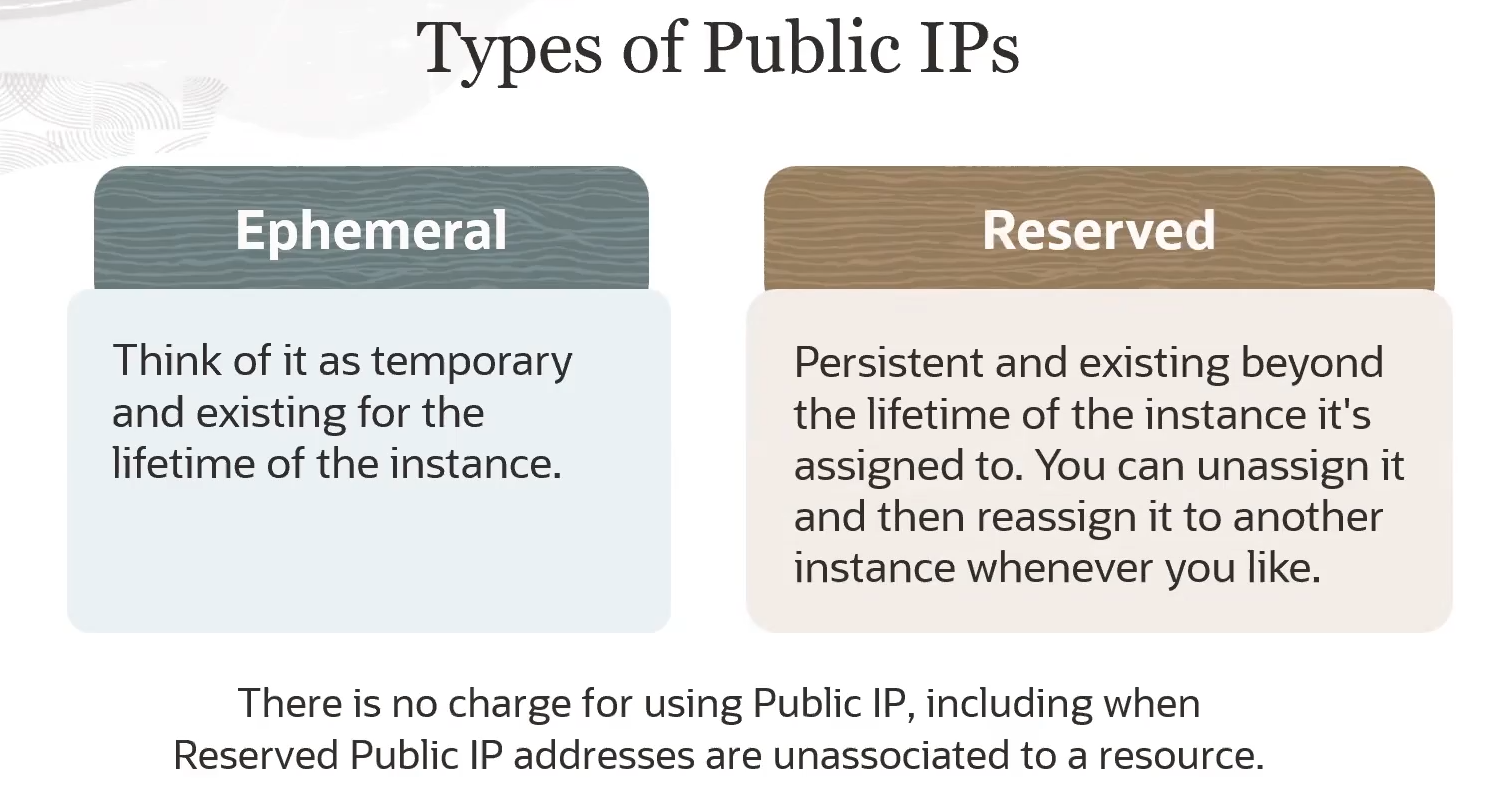 Types of Public IPs
Ephemeral
Think of it as temporary
and existing for the
lifetime of the instance.
Reserved
Persistent and existing beyond
the lifetime of the instance it's
assigned to. You can unassign it
and then reassign it to another
instance whenever you like.
There is no charge for using Public IP, including when
Reserved Public IP addresses are unassociated to a resource.